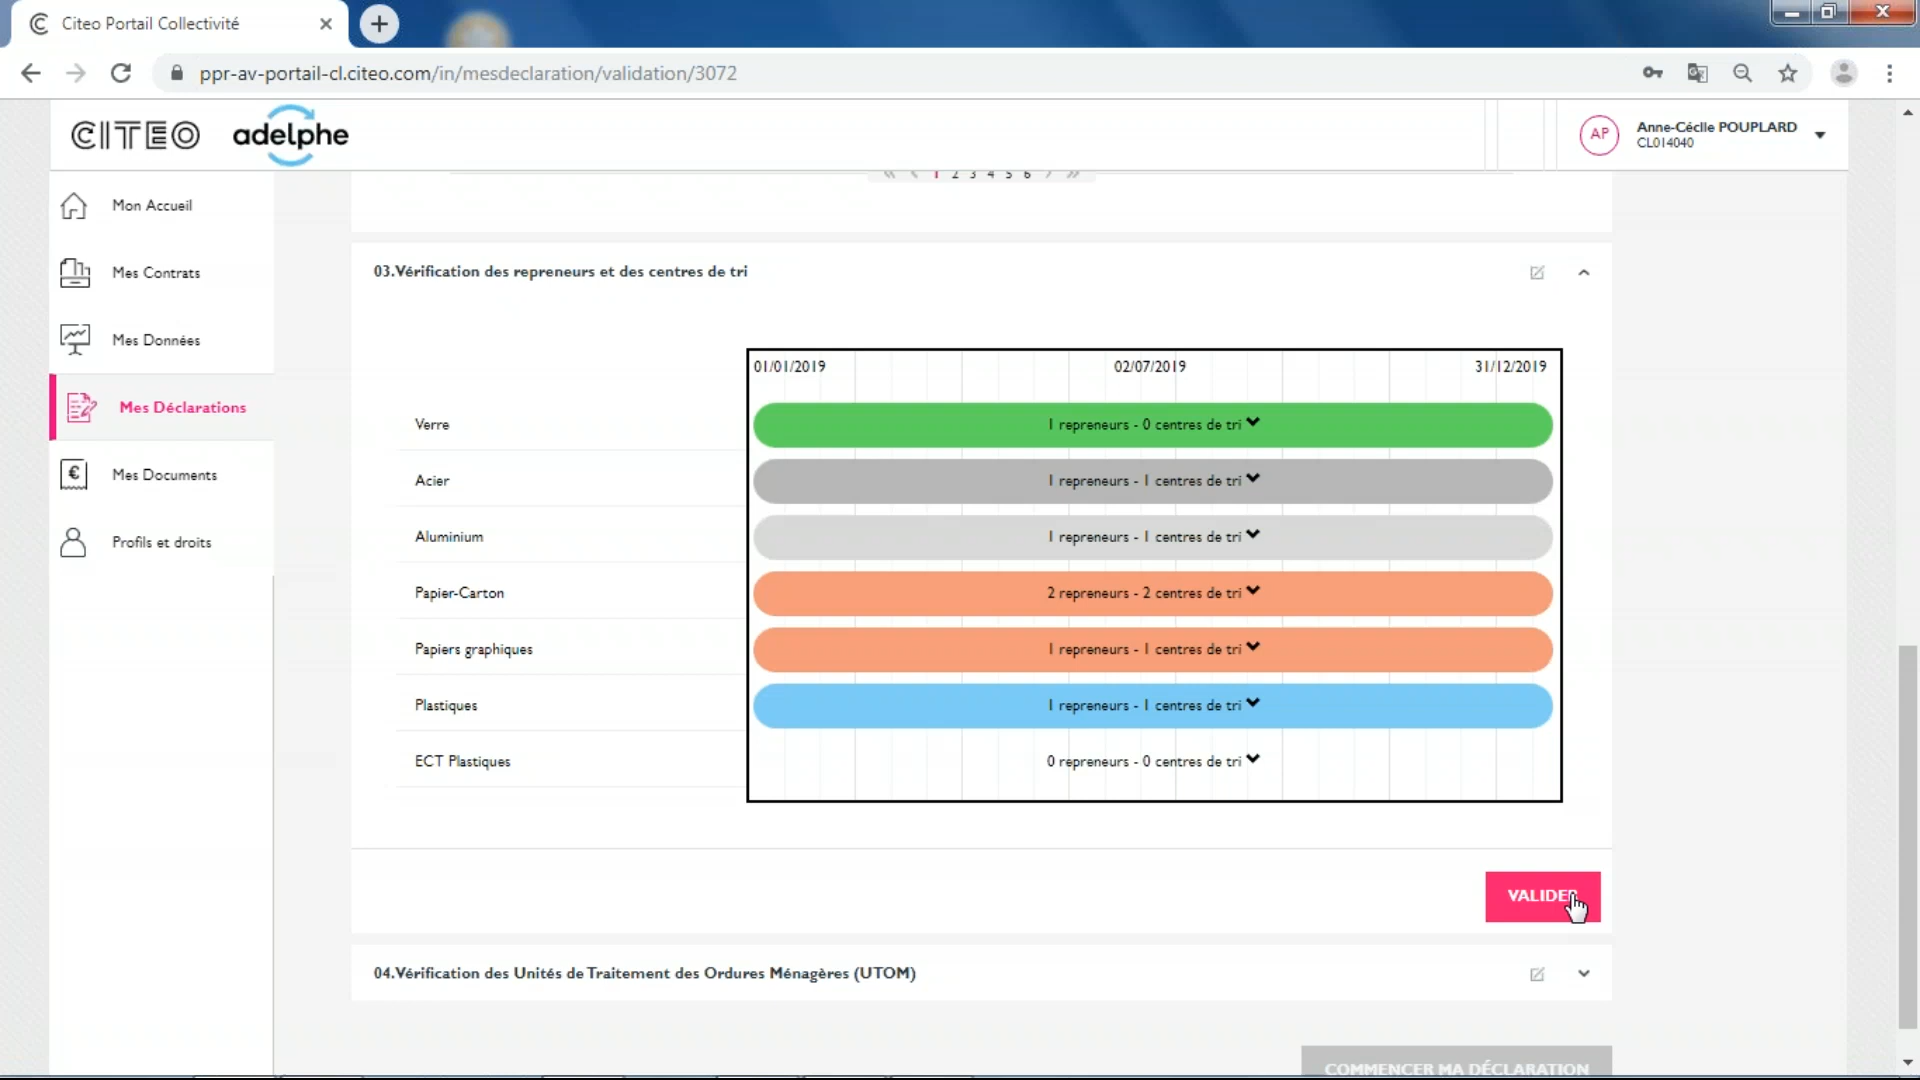 Citeo Portail Collectivité
ppr-av-portail-cl.citeo.com/in/mesdeclaration/validation/3072
CITEO adelphe
AP Anne-Cécile POUPLARD
CL014040
1 2 3 4 5 6
Mon Accueil
Mes Contrats
Mes Données
Mes Déclarations
€ Mes Documents
Profils et droits
03.Vérification des repreneurs et des centres de tri
01/01/2019 02/07/2019 31/12/2019
Verre 1 repreneurs - 0 centres de tri
Acier 1 repreneurs - 1 centres de tri
Aluminium 1 repreneurs - 1 centres de tri
Papier-Carton 2 repreneurs - 2 centres de tri
Papiers graphiques 1 repreneurs - 1 centres de tri
Plastiques 1 repreneurs - 1 centres de tri
ECT Plastiques 0 repreneurs - 0 centres de tri
VALIDER
04.Vérification des Unités de Traitement des Ordures Ménagères (UTOM)
COMMENCER MA DÉCLARATION